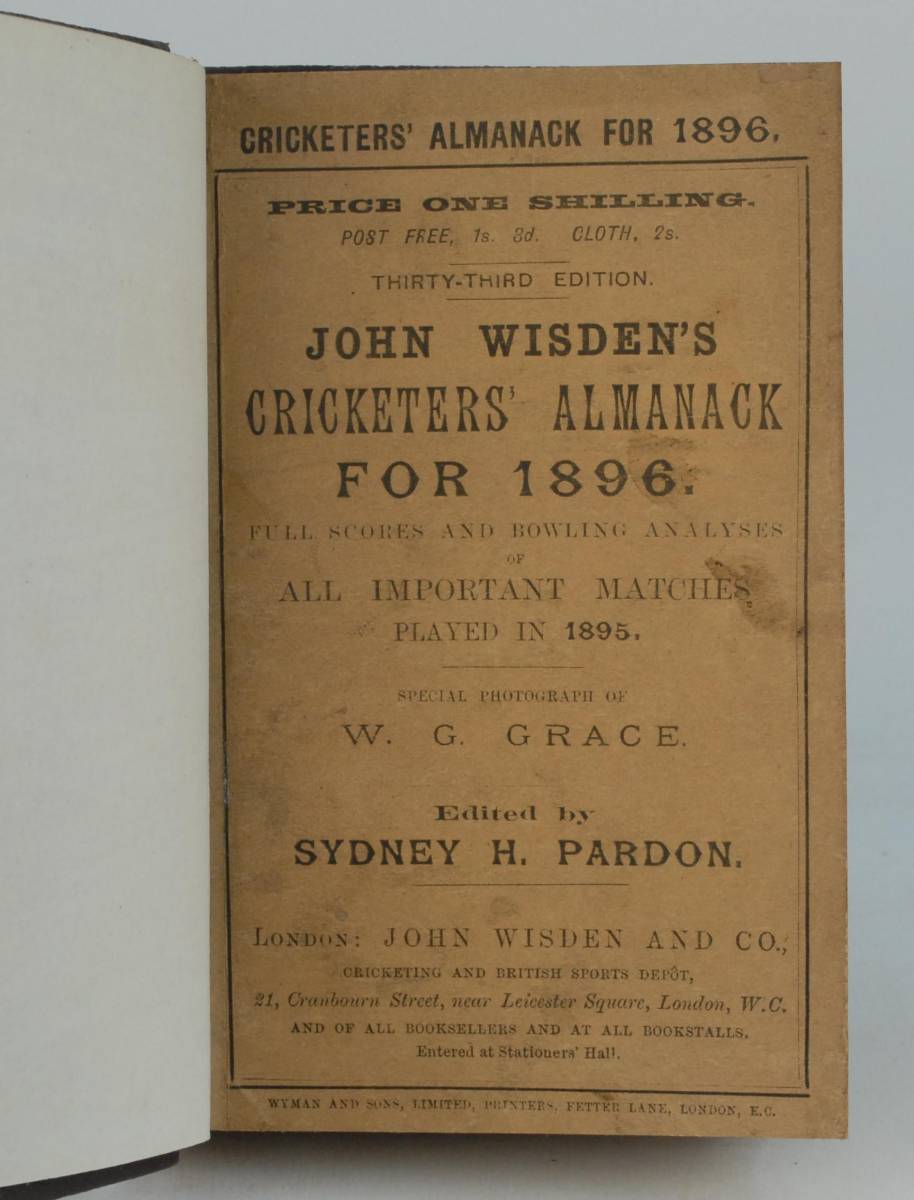 CRICKETERS' ALMANACK FOR 1896.
PRICE ONE SHILLING.
POST FREE, 1s. 3d. CLOTH, 2s.
THIRTY-THIRD EDITION.
JOHN WISDEN'S
CRICKETERS' ALMANACK
FOR 1896.
FULL SCORES AND BOWLING ANALYSES
OF
ALL IMPORTANT MATCHES
PLAYED IN 1895.
SPECIAL PHOTOGRAPH OF
W. G. GRACE.
Edited by
SYDNEY H. PARDON.
LONDON: JOHN WISDEN AND CO.,
CRICKETING AND BRITISH SPORTS DEPÔT,
21, Cranbourn Street, near Leicester Square, London, W.C.
AND OF ALL BOOKSELLERS AND AT ALL BOOKSTALLS.
Entered at Stationers' Hall.
WYMAN AND SONS, LIMITED, PRINTERS, FETTER LANE, LONDON, E.C.